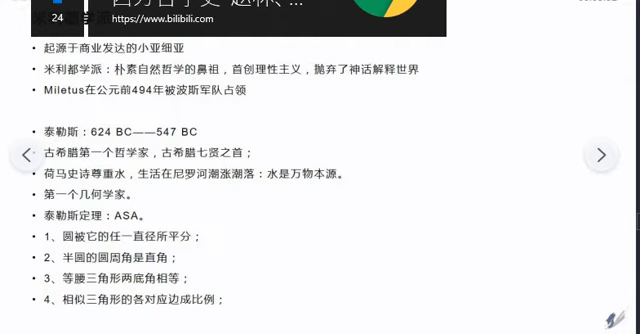 24
https://www.bilibili.com
起源于商业发达的小亚细亚
米利都学派：朴素自然哲学的鼻祖，首创理性主义，抛弃了神话解释世界
Miletus在公元前494年被波斯军队占领
泰勒斯：624 BC——547 BC
古希腊第一个哲学家，古希腊七贤之首；
荷马史诗尊重水，生活在尼罗河潮涨潮落：水是万物本源。
第一个几何学家。
泰勒斯定理：ASA。
1、圆被它的任一直径所平分；
2、半圆的圆周角是直角；
3、等腰三角形两底角相等；
4、相似三角形的各对应边成比例；